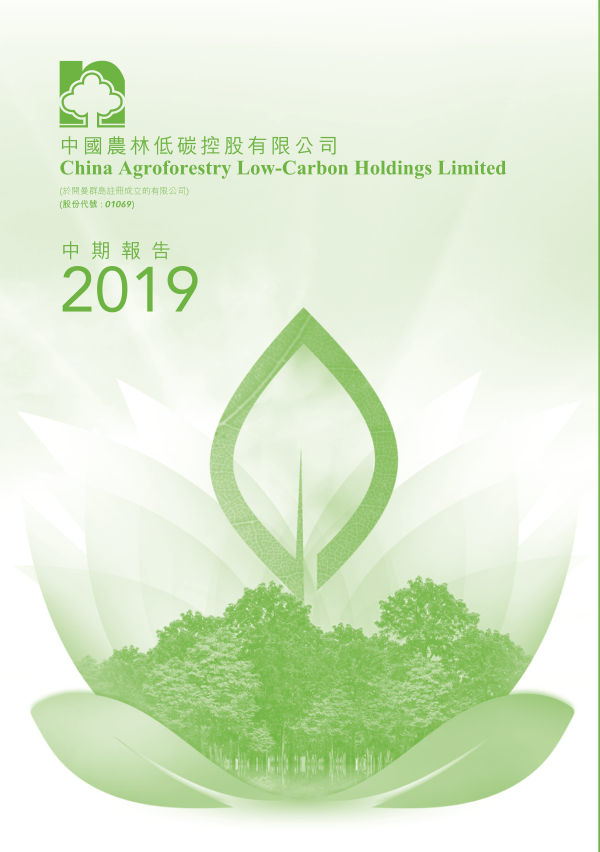 中國農林低碳控股有限公司
China Agroforestry Low-Carbon Holdings Limited
(於開曼群島註冊成立的有限公司)
(股份代號 : 01069)
中期報告
2019